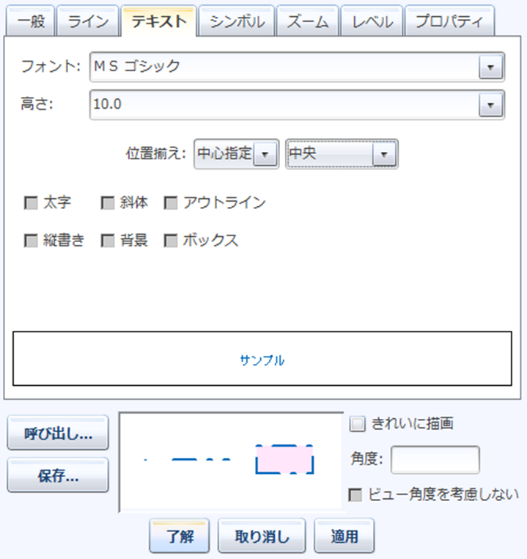 一般 ライン テキスト シンボル ズーム レベル プロパティ
フォント: ＭＳ ゴシック
高さ: 10.0
位置揃え: 中心指定 中央
太字 斜体 アウトライン
縦書き 背景 ボックス
サンプル
呼び出し... きれいに描画
角度:
保存... ビュー角度を考慮しない
了解 取り消し 適用